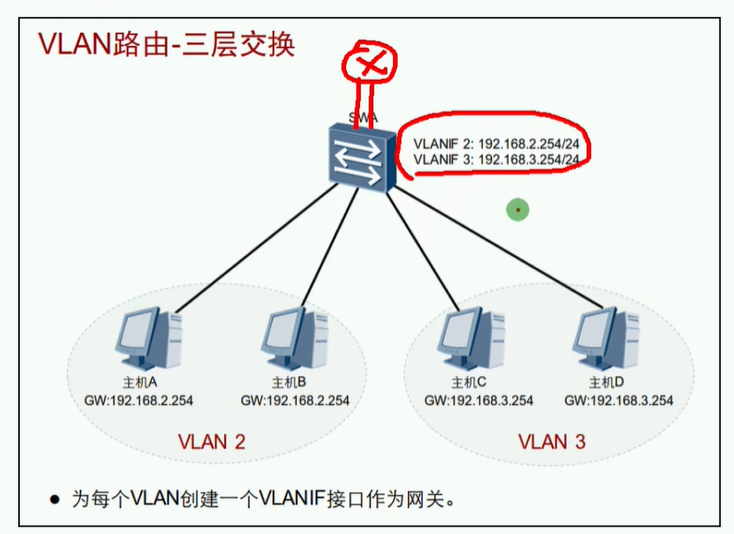 VLAN路由-三层交换
SWA
VLANIF 2: 192.168.2.254/24
VLANIF 3: 192.168.3.254/24
主机A
GW:192.168.2.254
主机B
GW:192.168.2.254
主机C
GW:192.168.3.254
主机D
GW:192.168.3.254
VLAN 2
VLAN 3
● 为每个VLAN创建一个VLANIF接口作为网关。